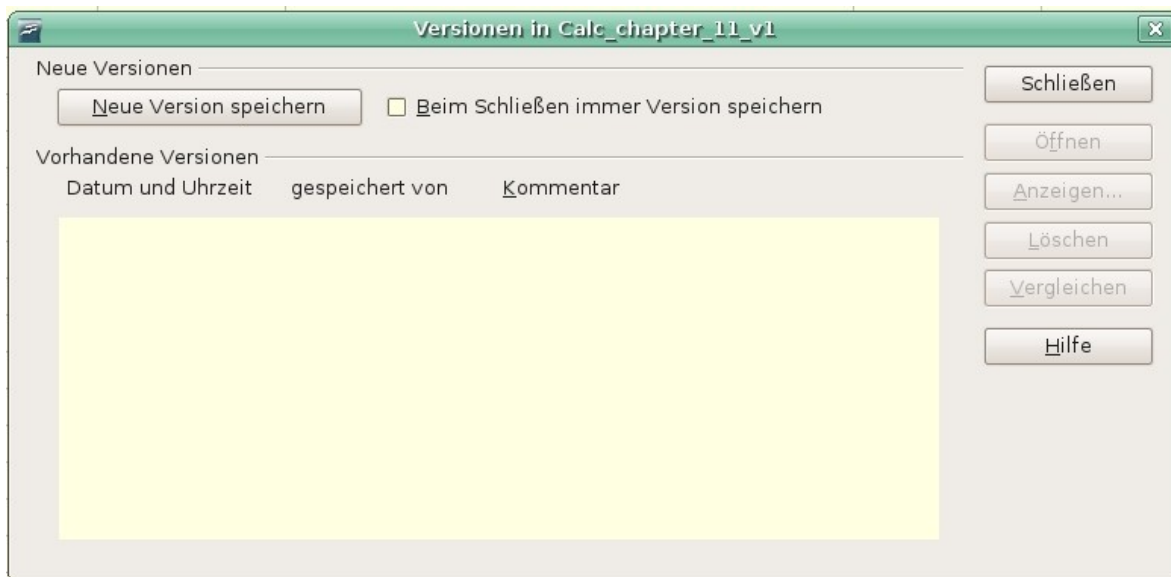 Versionen in Calc_chapter_11_v1
Neue Versionen
Neue Version speichern
Beim Schließen immer Version speichern
Vorhandene Versionen
Datum und Uhrzeit gespeichert von Kommentar
Schließen
Öffnen
Anzeigen...
Löschen
Vergleichen
Hilfe